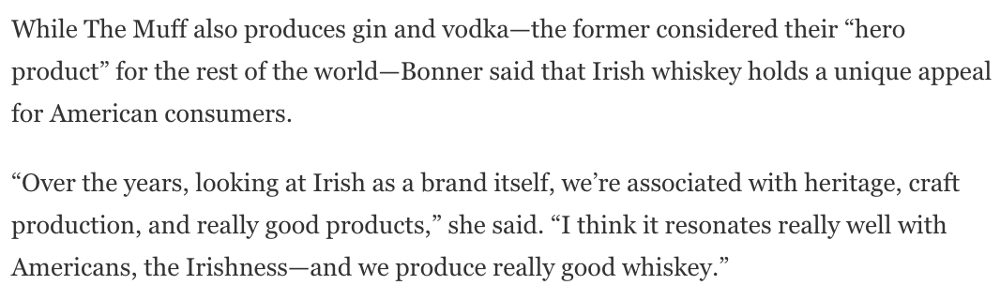 While The Muff also produces gin and vodka—the former considered their “hero
product” for the rest of the world—Bonner said that Irish whiskey holds a unique appeal
for American consumers.
“Over the years, looking at Irish as a brand itself, we’re associated with heritage, craft
production, and really good products,” she said. “I think it resonates really well with
Americans, the Irishness—and we produce really good whiskey.”